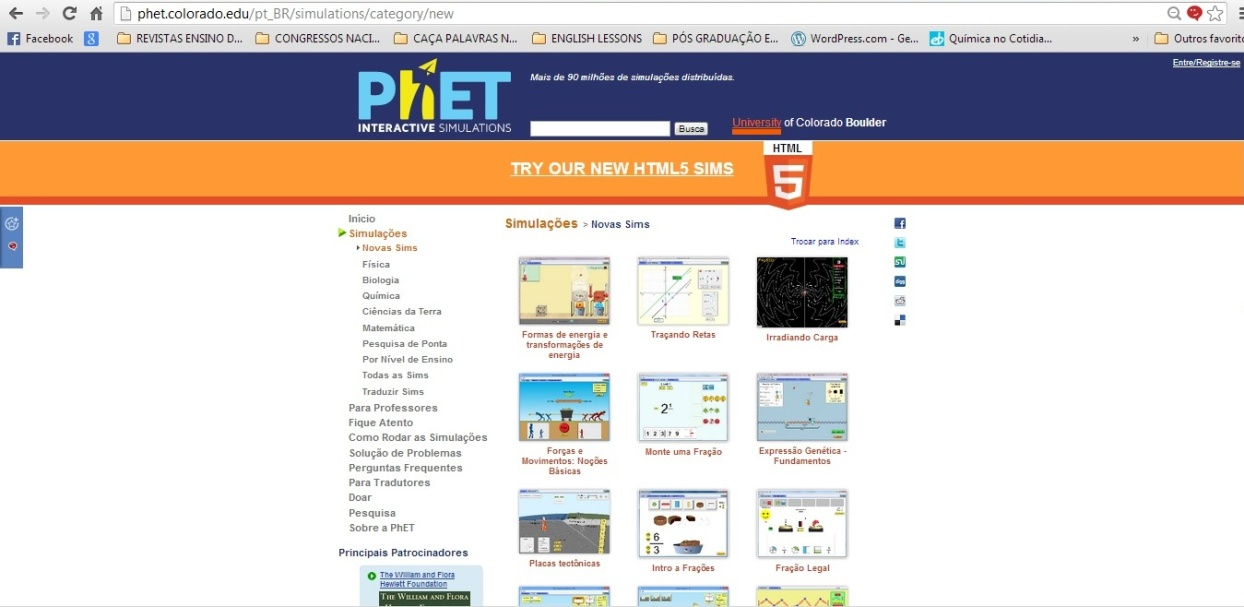 phet.colorado.edu/pt_BR/simulations/category/new
Facebook
REVISTAS ENSINO D...
CONGRESSOS NACI...
CAÇA PALAVRAS N...
ENGLISH LESSONS
PÓS GRADUAÇÃO E...
WordPress.com - Ge...
Química no Cotidia...
»
Outros favorit
Entre/Registre-se
PhET
INTERACTIVE SIMULATIONS
Mais de 90 milhões de simulações distribuídas.
Busca
University of Colorado Boulder
TRY OUR NEW HTML5 SIMS
HTML
5
Início
Simulações
Novas Sims
Física
Biologia
Química
Ciências da Terra
Matemática
Pesquisa de Ponta
Por Nível de Ensino
Todas as Sims
Traduzir Sims
Para Professores
Fique Atento
Como Rodar as Simulações
Solução de Problemas
Perguntas Frequentes
Para Tradutores
Doar
Pesquisa
Sobre a PhET
Principais Patrocinadores
The William and Flora
Hewlett Foundation
THE WILLIAM AND FLORA
Simulações > Novas Sims
Trocar para Index
Formas de energia e
transformações de
energia
Traçando Retas
Irradiando Carga
Forças e
Movimentos: Noções
Básicas
Monte uma Fração
Expressão Genética -
Fundamentos
Placas tectônicas
Intro a Frações
Fração Legal